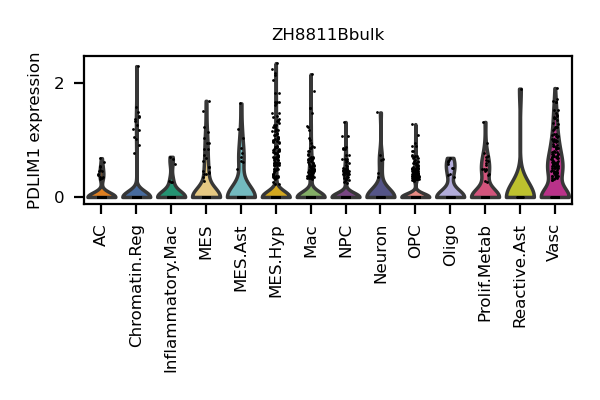 ZH8811Bbulk
PDLIM1 expression
2
0
AC
Chromatin.Reg
Inflammatory.Mac
MES
MES.Ast
MES.Hyp
Mac
NPC
Neuron
OPC
Oligo
Prolif.Metab
Reactive.Ast
Vasc